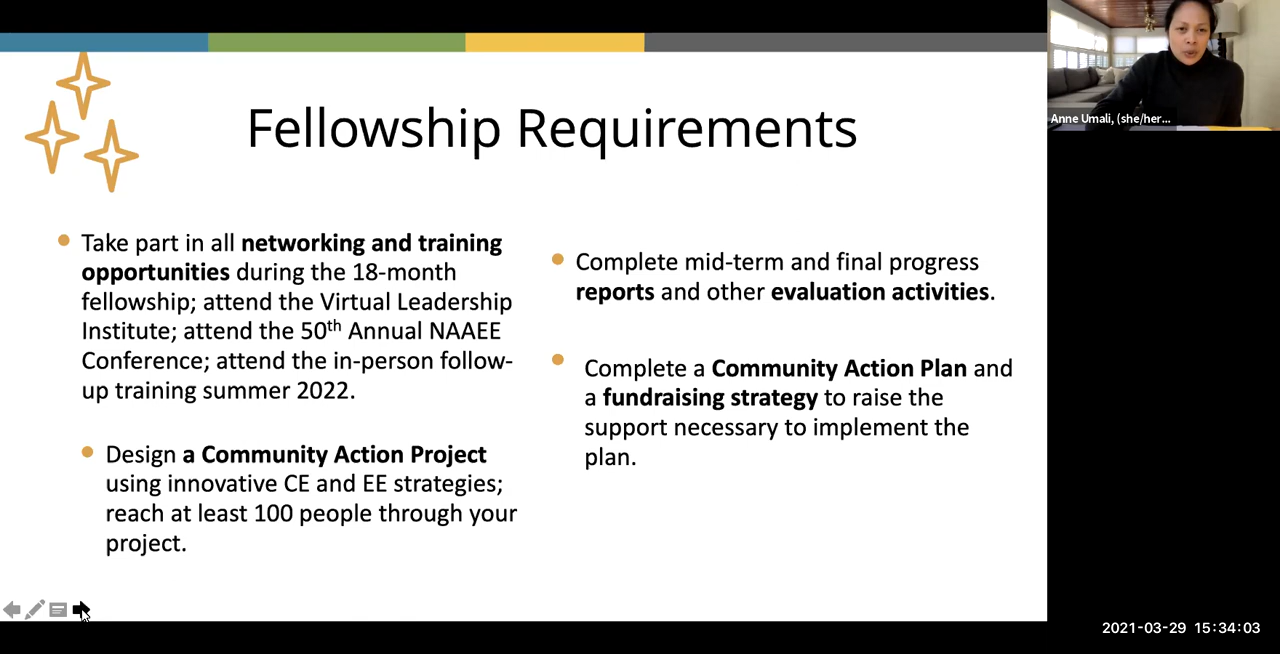 Fellowship Requirements
Take part in all networking and training
opportunities during the 18-month
fellowship; attend the Virtual Leadership
Institute; attend the 50th Annual NAAEE
Conference; attend the in-person follow-
up training summer 2022.
Design a Community Action Project
using innovative CE and EE strategies;
reach at least 100 people through your
project.
Complete mid-term and final progress
reports and other evaluation activities.
Complete a Community Action Plan and
a fundraising strategy to raise the
support necessary to implement the
plan.
Anne Umali, (she/her...
2021-03-29 15:34:03